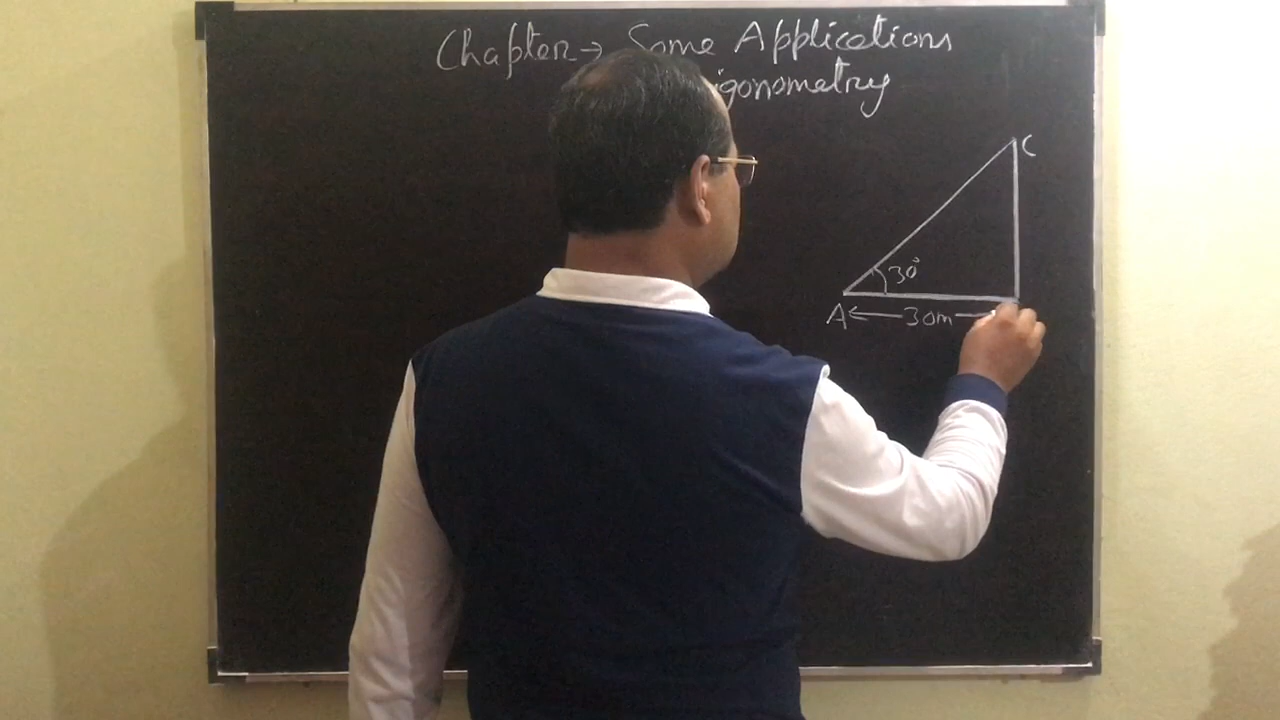 Chapter → Some Applications
igonometry
C
30°
A ← 30m —